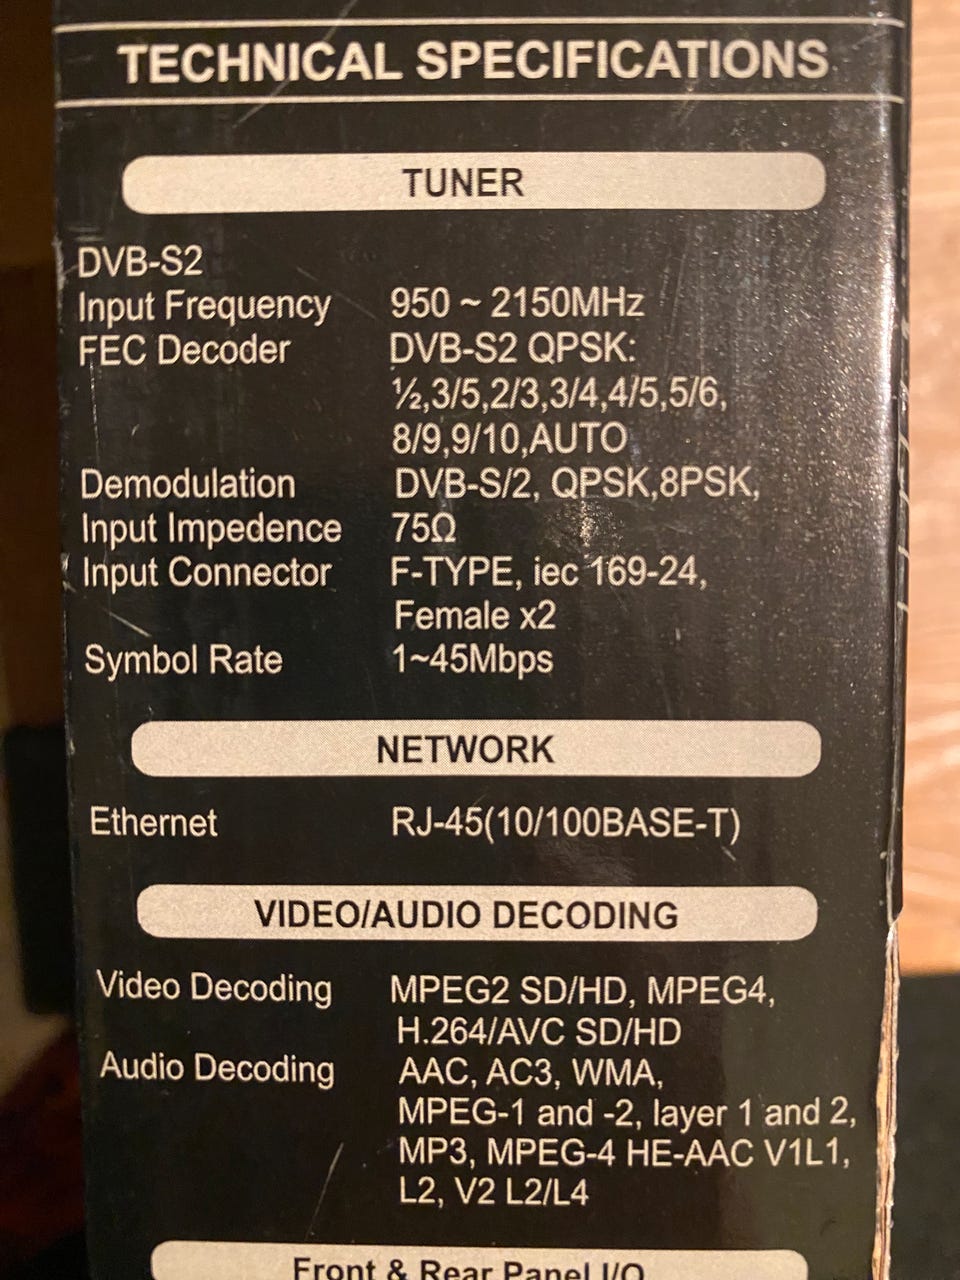 TECHNICAL SPECIFICATIONS
TUNER
DVB-S2
Input Frequency 950 ~ 2150MHz
FEC Decoder DVB-S2 QPSK:
½,3/5,2/3,3/4,4/5,5/6,
8/9,9/10,AUTO
Demodulation DVB-S/2, QPSK,8PSK,
Input Impedence 75Ω
Input Connector F-TYPE, iec 169-24,
Female x2
Symbol Rate 1~45Mbps
NETWORK
Ethernet RJ-45(10/100BASE-T)
VIDEO/AUDIO DECODING
Video Decoding MPEG2 SD/HD, MPEG4,
H.264/AVC SD/HD
Audio Decoding AAC, AC3, WMA,
MPEG-1 and -2, layer 1 and 2,
MP3, MPEG-4 HE-AAC V1L1,
L2, V2 L2/L4
Front & Rear Panel I/O